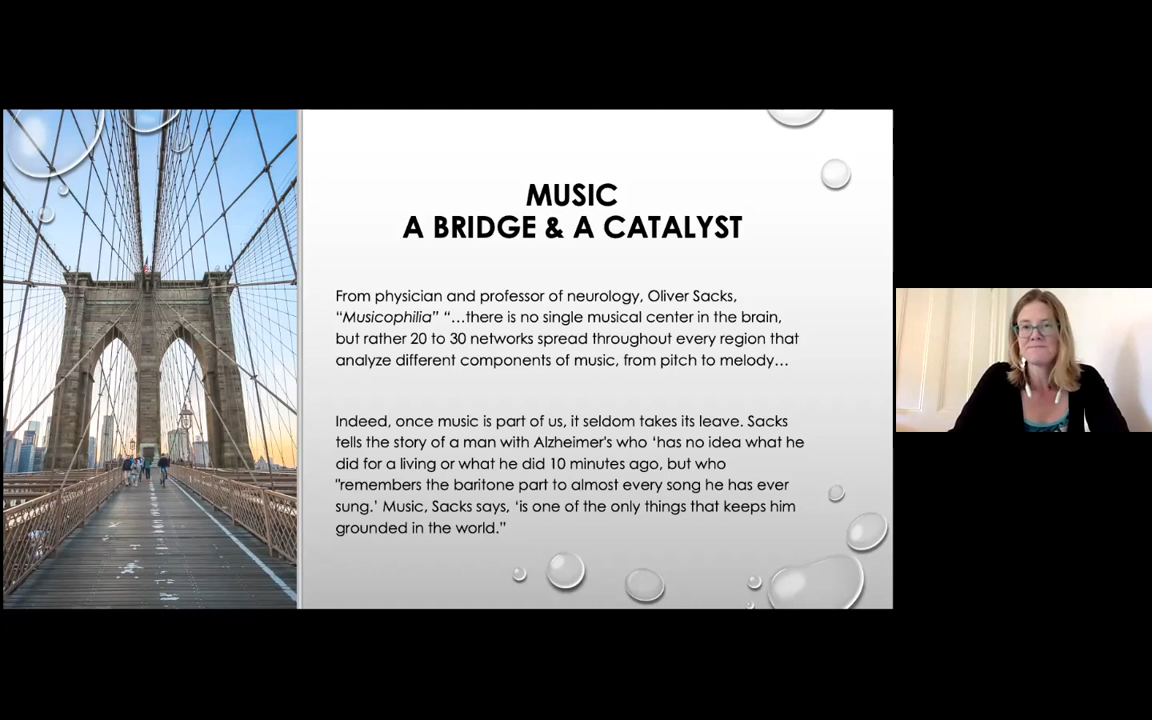 MUSIC
A BRIDGE & A CATALYST
From physician and professor of neurology, Oliver Sacks,
“Musicophilia” “…there is no single musical center in the brain,
but rather 20 to 30 networks spread throughout every region that
analyze different components of music, from pitch to melody…
Indeed, once music is part of us, it seldom takes its leave. Sacks
tells the story of a man with Alzheimer's who ‘has no idea what he
did for a living or what he did 10 minutes ago, but who
"remembers the baritone part to almost every song he has ever
sung.’ Music, Sacks says, ‘is one of the only things that keeps him
grounded in the world.”